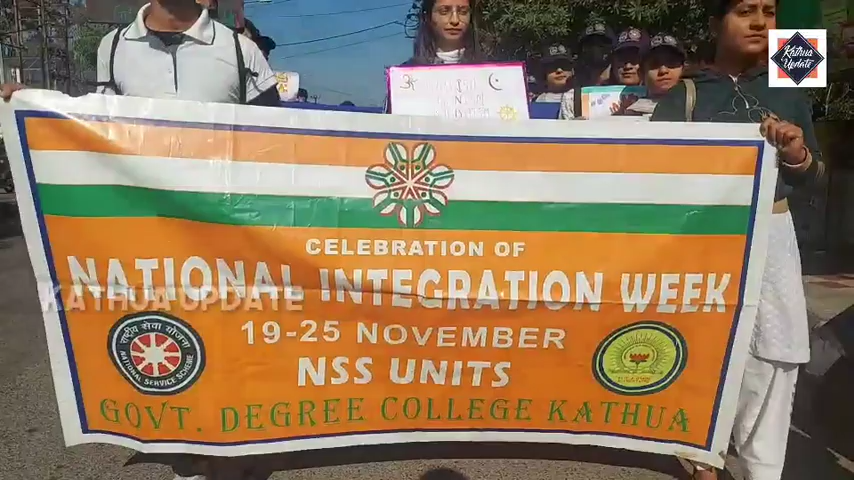 Kathua
Update
CELEBRATION OF
NATIONAL INTEGRATION WEEK
KATHUA UPDATE
19-25 NOVEMBER
NSS UNITS
राष्ट्रीय सेवा योजना
NATIONAL SERVICE SCHEME
GOVT. DEGREE COLLEGE KATHUA